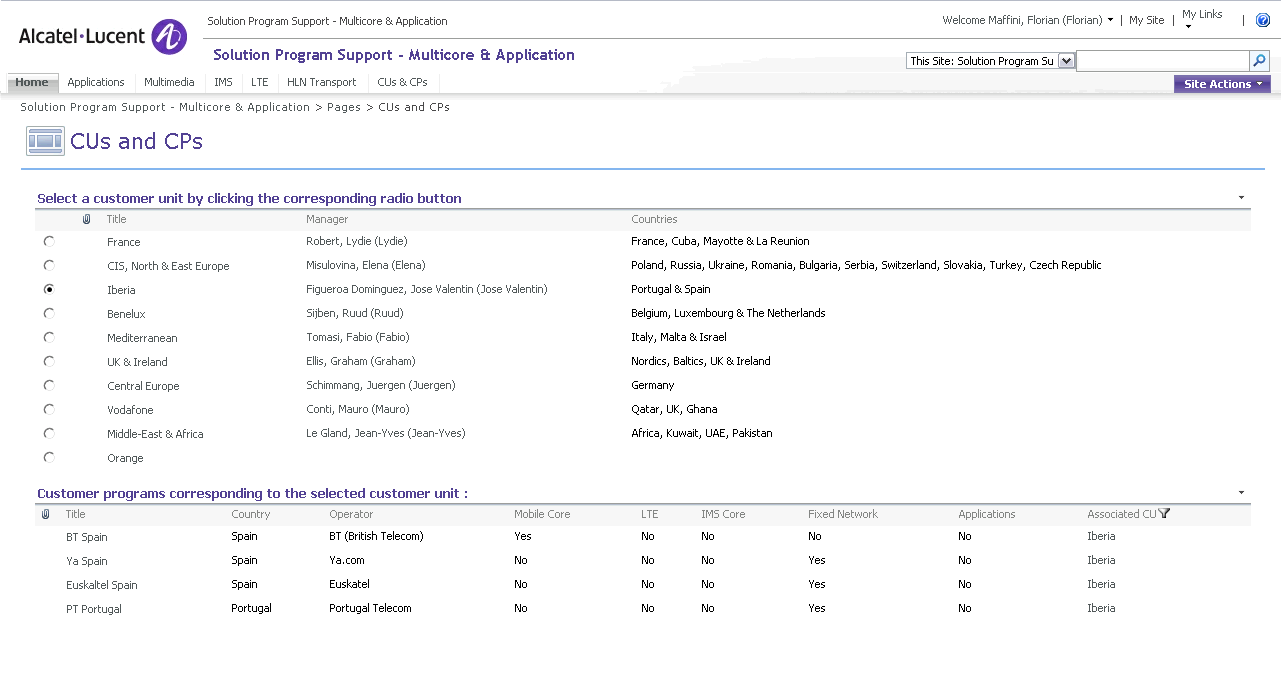 Alcatel·Lucent
Solution Program Support - Multicore & Application
Welcome Maffini, Florian (Florian) | My Site | My Links |
Solution Program Support - Multicore & Application
This Site: Solution Program Su
Home Applications Multimedia IMS LTE HLN Transport CUs & CPs
Site Actions
Solution Program Support - Multicore & Application > Pages > CUs and CPs
CUs and CPs
Select a customer unit by clicking the corresponding radio button
Title Manager Countries
France Robert, Lydie (Lydie) France, Cuba, Mayotte & La Reunion
CIS, North & East Europe Misulovina, Elena (Elena) Poland, Russia, Ukraine, Romania, Bulgaria, Serbia, Switzerland, Slovakia, Turkey, Czech Republic
Iberia Figueroa Dominguez, Jose Valentin (Jose Valentin) Portugal & Spain
Benelux Sijben, Ruud (Ruud) Belgium, Luxembourg & The Netherlands
Mediterranean Tomasi, Fabio (Fabio) Italy, Malta & Israel
UK & Ireland Ellis, Graham (Graham) Nordics, Baltics, UK & Ireland
Central Europe Schimmang, Juergen (Juergen) Germany
Vodafone Conti, Mauro (Mauro) Qatar, UK, Ghana
Middle-East & Africa Le Gland, Jean-Yves (Jean-Yves) Africa, Kuwait, UAE, Pakistan
Orange
Customer programs corresponding to the selected customer unit :
Title Country Operator Mobile Core LTE IMS Core Fixed Network Applications Associated CU
BT Spain Spain BT (British Telecom) Yes No No No No Iberia
Ya Spain Spain Ya.com No No No Yes No Iberia
Euskaltel Spain Spain Euskatel No No No Yes No Iberia
PT Portugal Portugal Portugal Telecom No No No Yes No Iberia